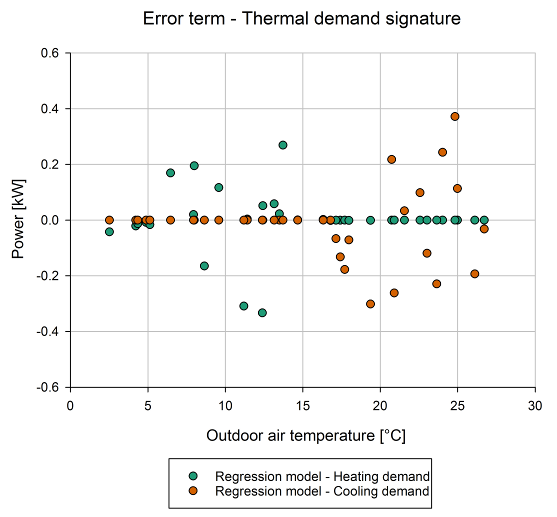 Error term - Thermal demand signature
0.6
0.4
0.2
0.0
-0.2
-0.4
-0.6
Power [kW]
0 5 10 15 20 25 30
Outdoor air temperature [°C]
Regression model - Heating demand
Regression model - Cooling demand